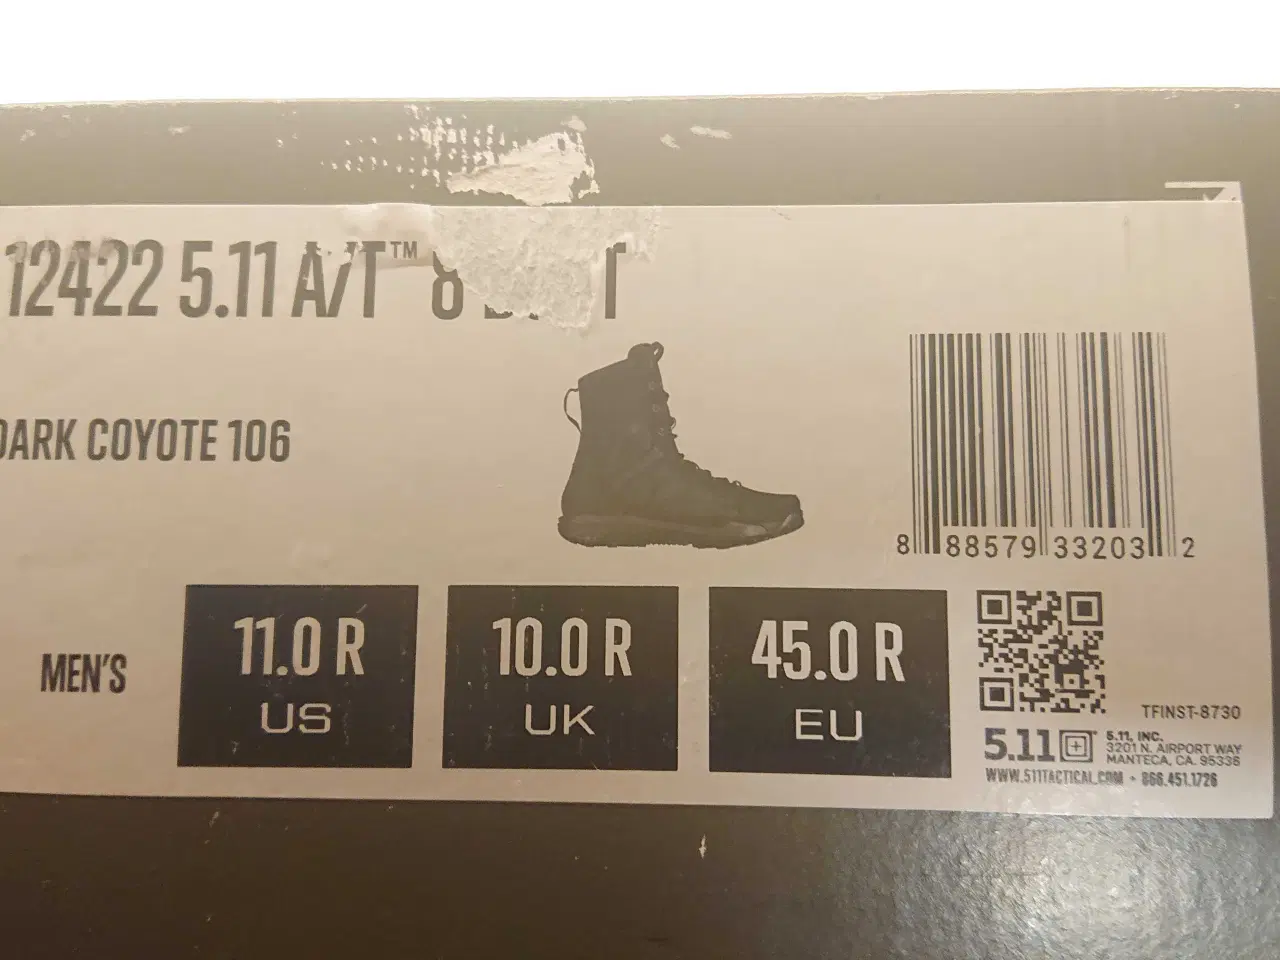 12422 5.11 A/T™ 8
DARK COYOTE 106
8 88579 33203 2
MEN'S
11.0 R
US
10.0 R
UK
45.0 R
EU
TFINST-8730
5.11
5.11, INC.
3201 N. AIRPORT WAY
MANTECA, CA. 95336
WWW.511TACTICAL.COM • 866.451.1726